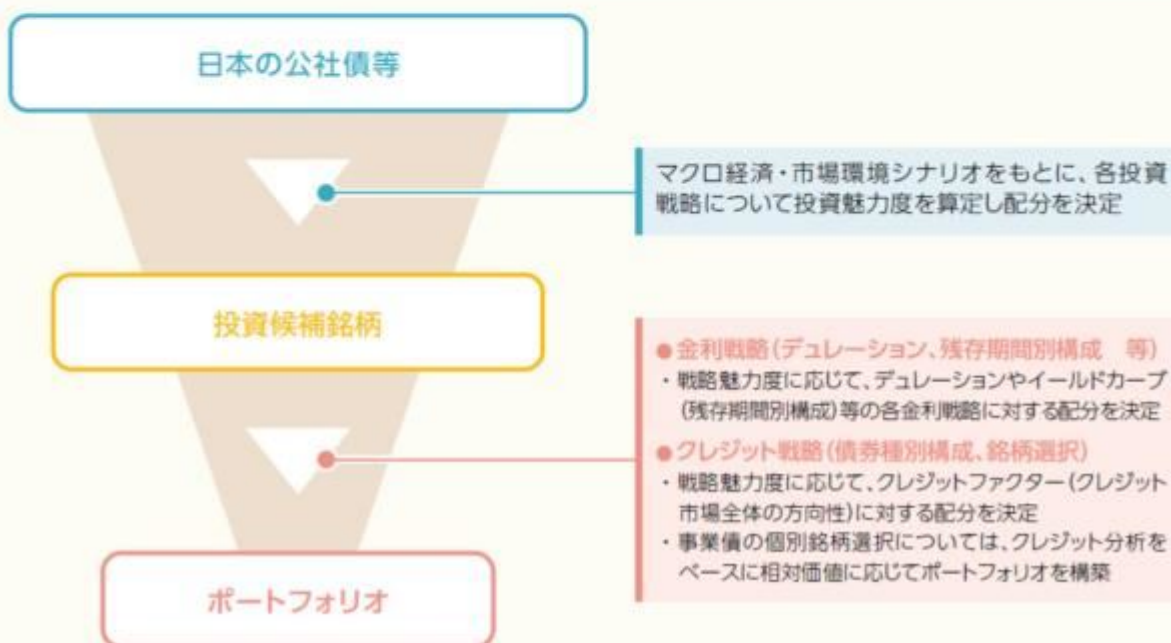 日本の公社債等
マクロ経済・市場環境シナリオをもとに、各投資
戦略について投資魅力度を算定し配分を決定
投資候補銘柄
●金利戦略(デュレーション、残存期間別構成　等)
・戦略魅力度に応じて、デュレーションやイールドカーブ
(残存期間別構成)等の各金利戦略に対する配分を決定
●クレジット戦略(債券種別構成、銘柄選択)
・戦略魅力度に応じて、クレジットファクター(クレジット
市場全体の方向性)に対する配分を決定
・事業債の個別銘柄選択については、クレジット分析を
ベースに相対価値に応じてポートフォリオを構築
ポートフォリオ